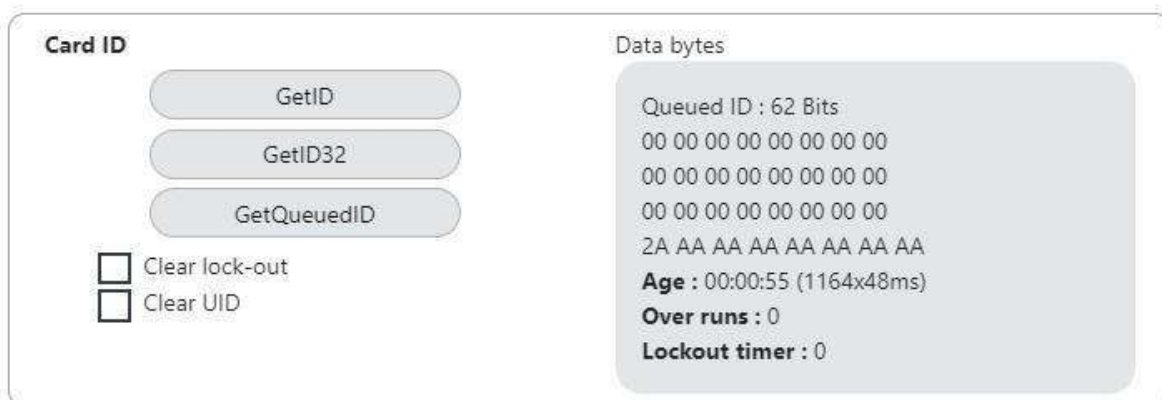 Card ID
GetID
GetID32
GetQueuedID
Clear lock-out
Clear UID
Data bytes
Queued ID : 62 Bits
00 00 00 00 00 00 00 00
00 00 00 00 00 00 00 00
00 00 00 00 00 00 00 00
2A AA AA AA AA AA AA AA
Age : 00:00:55 (1164x48ms)
Over runs : 0
Lockout timer : 0